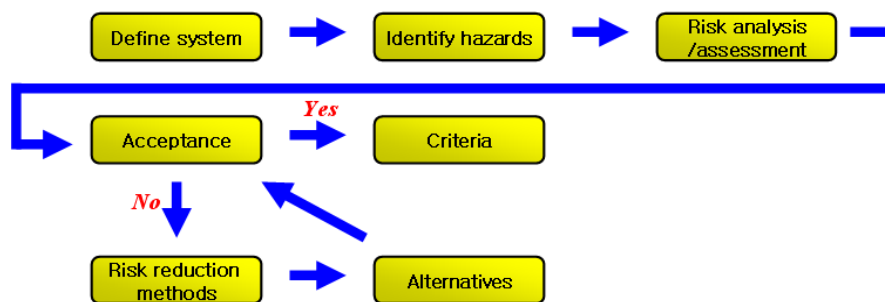 Define system
Identify hazards
Risk analysis
/assessment
Yes
Acceptance
Criteria
No
Risk reduction
methods
Alternatives